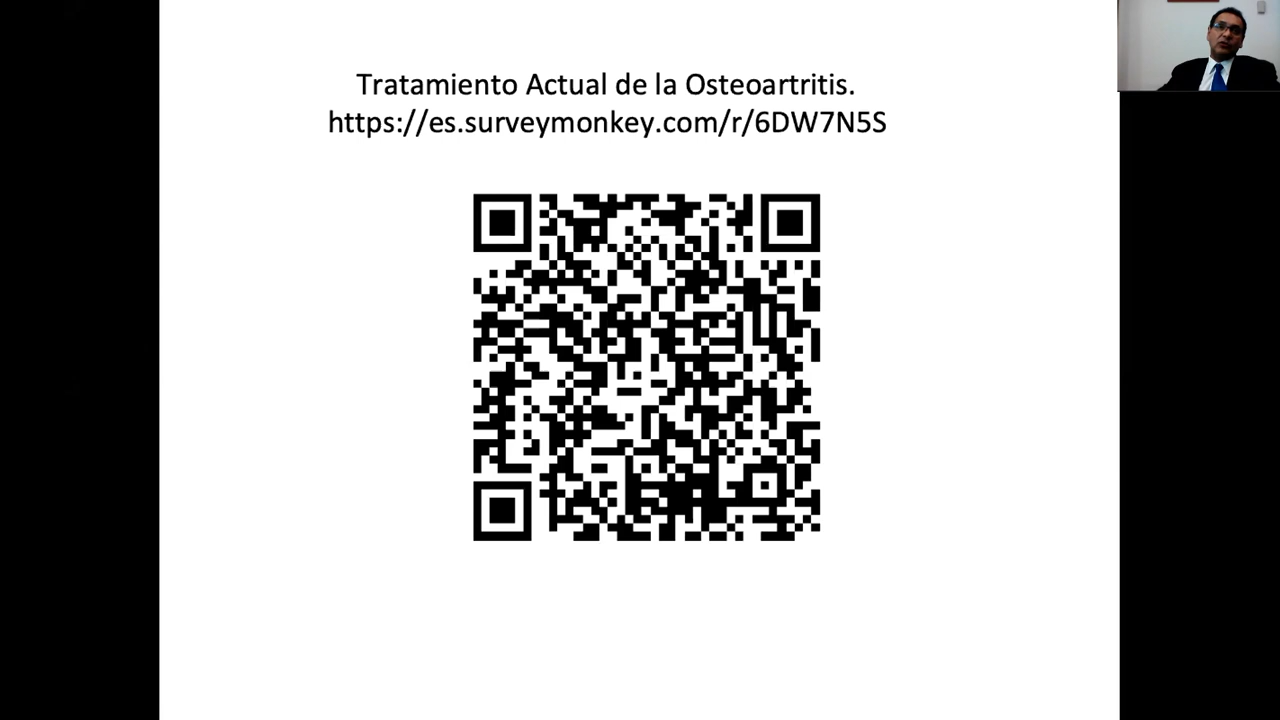 Tratamiento Actual de la Osteoartritis.
https://es.surveymonkey.com/r/6DW7N5S